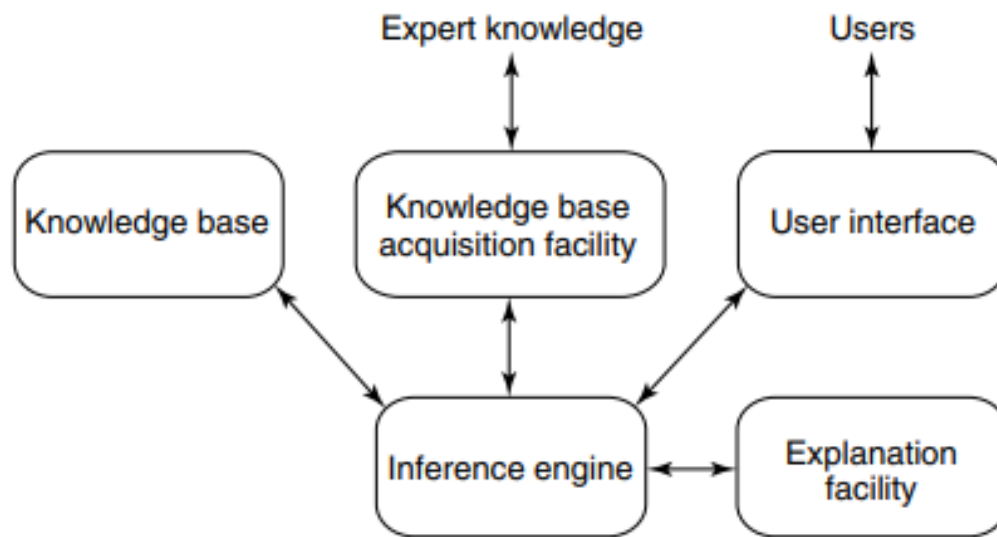 Expert knowledge
Users
Knowledge base
Knowledge base
acquisition facility
User interface
Inference engine
Explanation
facility